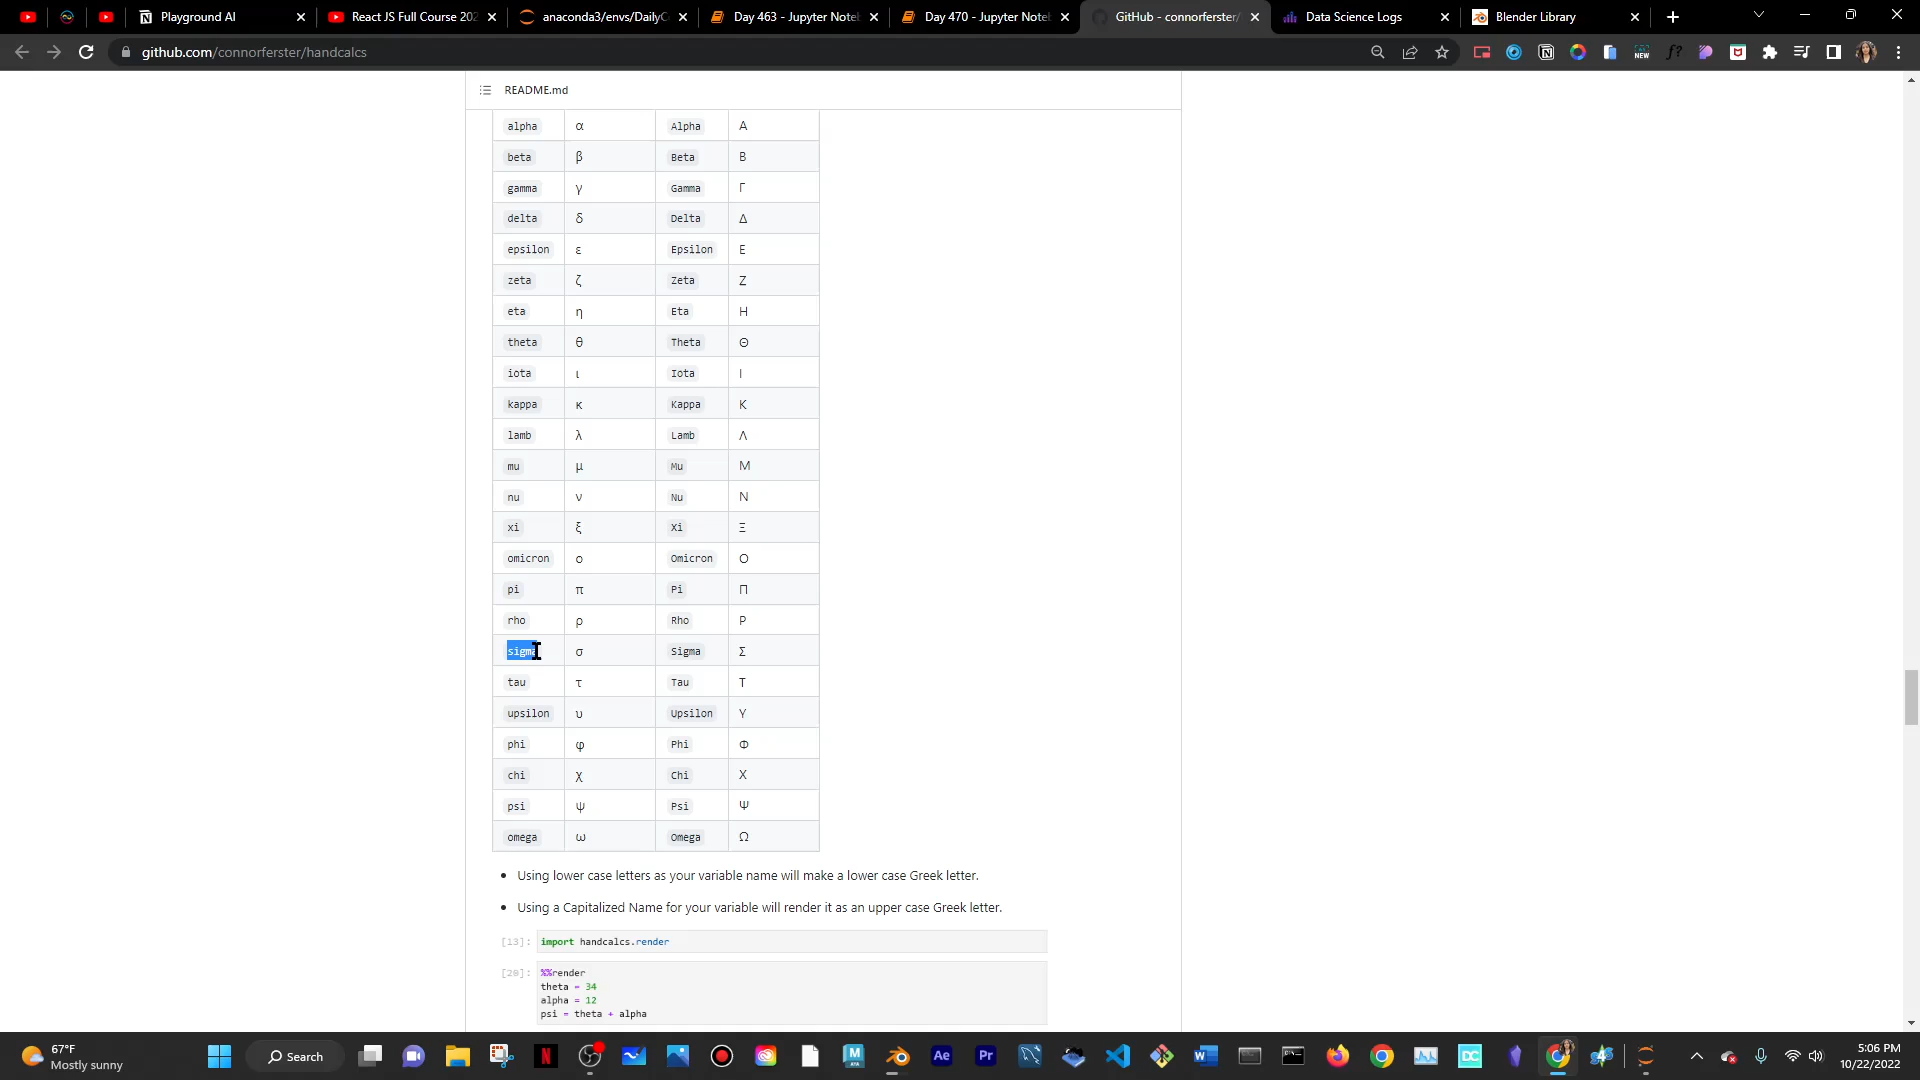 Playground AI
React JS Full Course 202
anaconda3/envs/DailyC
Day 463 - Jupyter Noteb
Day 470 - Jupyter Noteb
GitHub - connorferster/
Data Science Logs
Blender Library
github.com/connorferster/handcalcs
README.md
alpha α Alpha Α
beta β Beta Β
gamma γ Gamma Γ
delta δ Delta Δ
epsilon ε Epsilon Ε
zeta ζ Zeta Ζ
eta η Eta Η
theta θ Theta Θ
iota ι Iota Ι
kappa κ Kappa Κ
lamb λ Lamb Λ
mu μ Mu Μ
nu ν Nu Ν
xi ξ Xi Ξ
omicron ο Omicron Ο
pi π Pi Π
rho ρ Rho Ρ
sigma σ Sigma Σ
tau τ Tau Τ
upsilon υ Upsilon Υ
phi φ Phi Φ
chi χ Chi Χ
psi ψ Psi Ψ
omega ω Omega Ω
• Using lower case letters as your variable name will make a lower case Greek letter.
• Using a Capitalized Name for your variable will render it as an upper case Greek letter.
[13]: import handcalcs.render
[20]: %%render
theta = 34
alpha = 12
psi = theta + alpha
67°F
Mostly sunny
Search
5:06 PM
10/22/2022